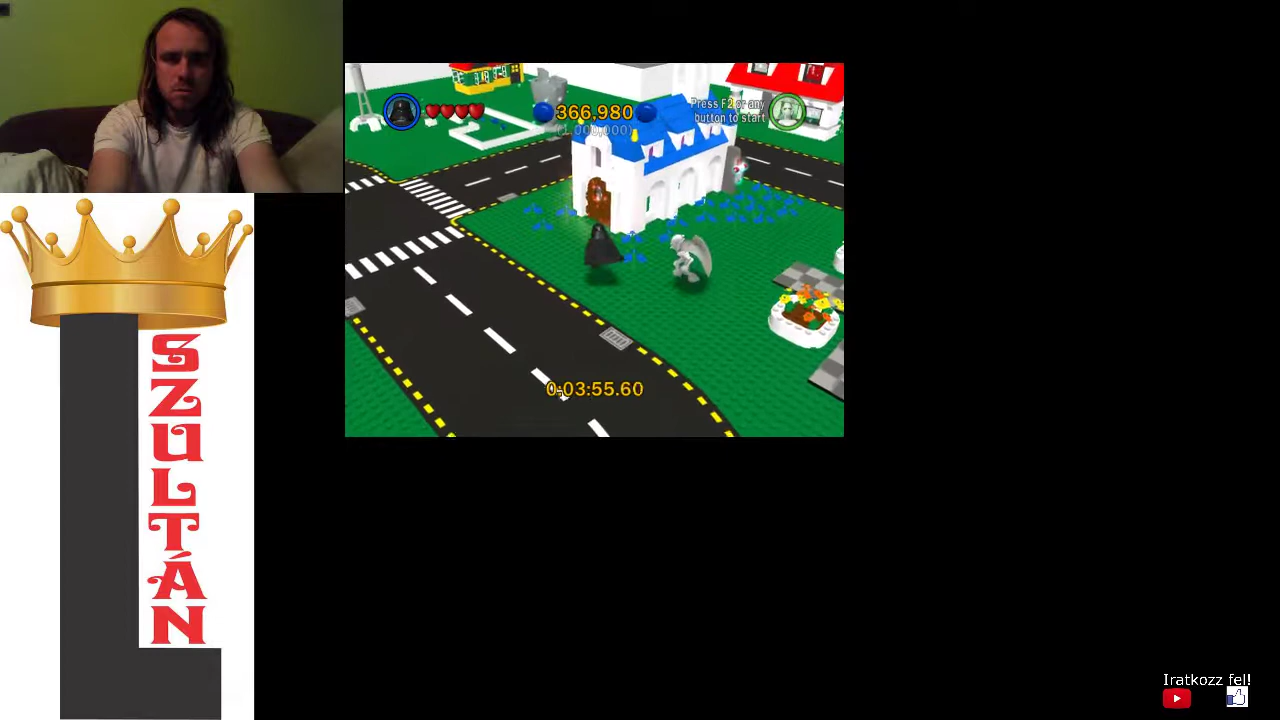 366,980
(1,000,000)
Press F2 or any
button to start
0:03:55.60
L SZULTÁN
Iratkozz fel!